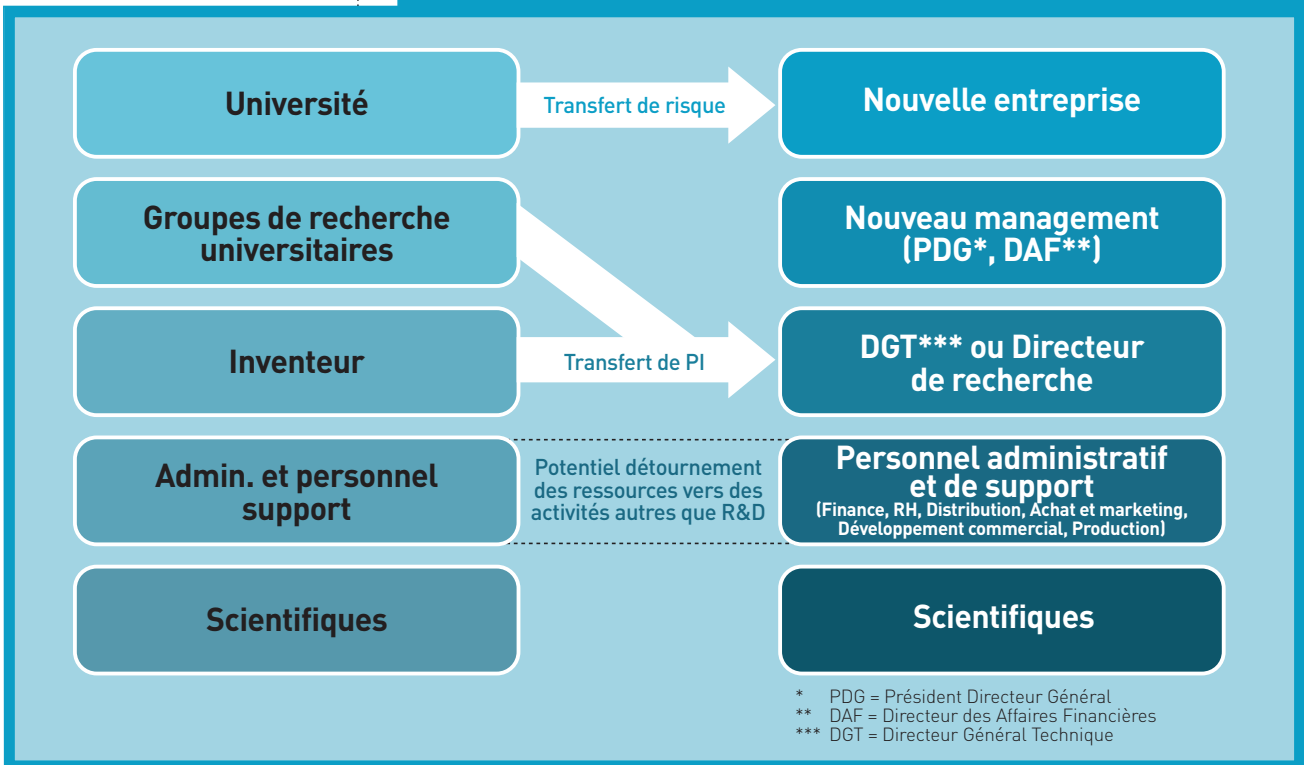 Université
Transfert de risque
Nouvelle entreprise
Groupes de recherche
universitaires
Nouveau management
(PDG*, DAF**)
Inventeur
Transfert de PI
DGT*** ou Directeur
de recherche
Admin. et personnel
support
Potentiel détournement
des ressources vers des
activités autres que R&D
Personnel administratif
et de support
(Finance, RH, Distribution, Achat et marketing,
Développement commercial, Production)
Scientifiques
Scientifiques
* PDG = Président Directeur Général
** DAF = Directeur des Affaires Financières
*** DGT = Directeur Général Technique